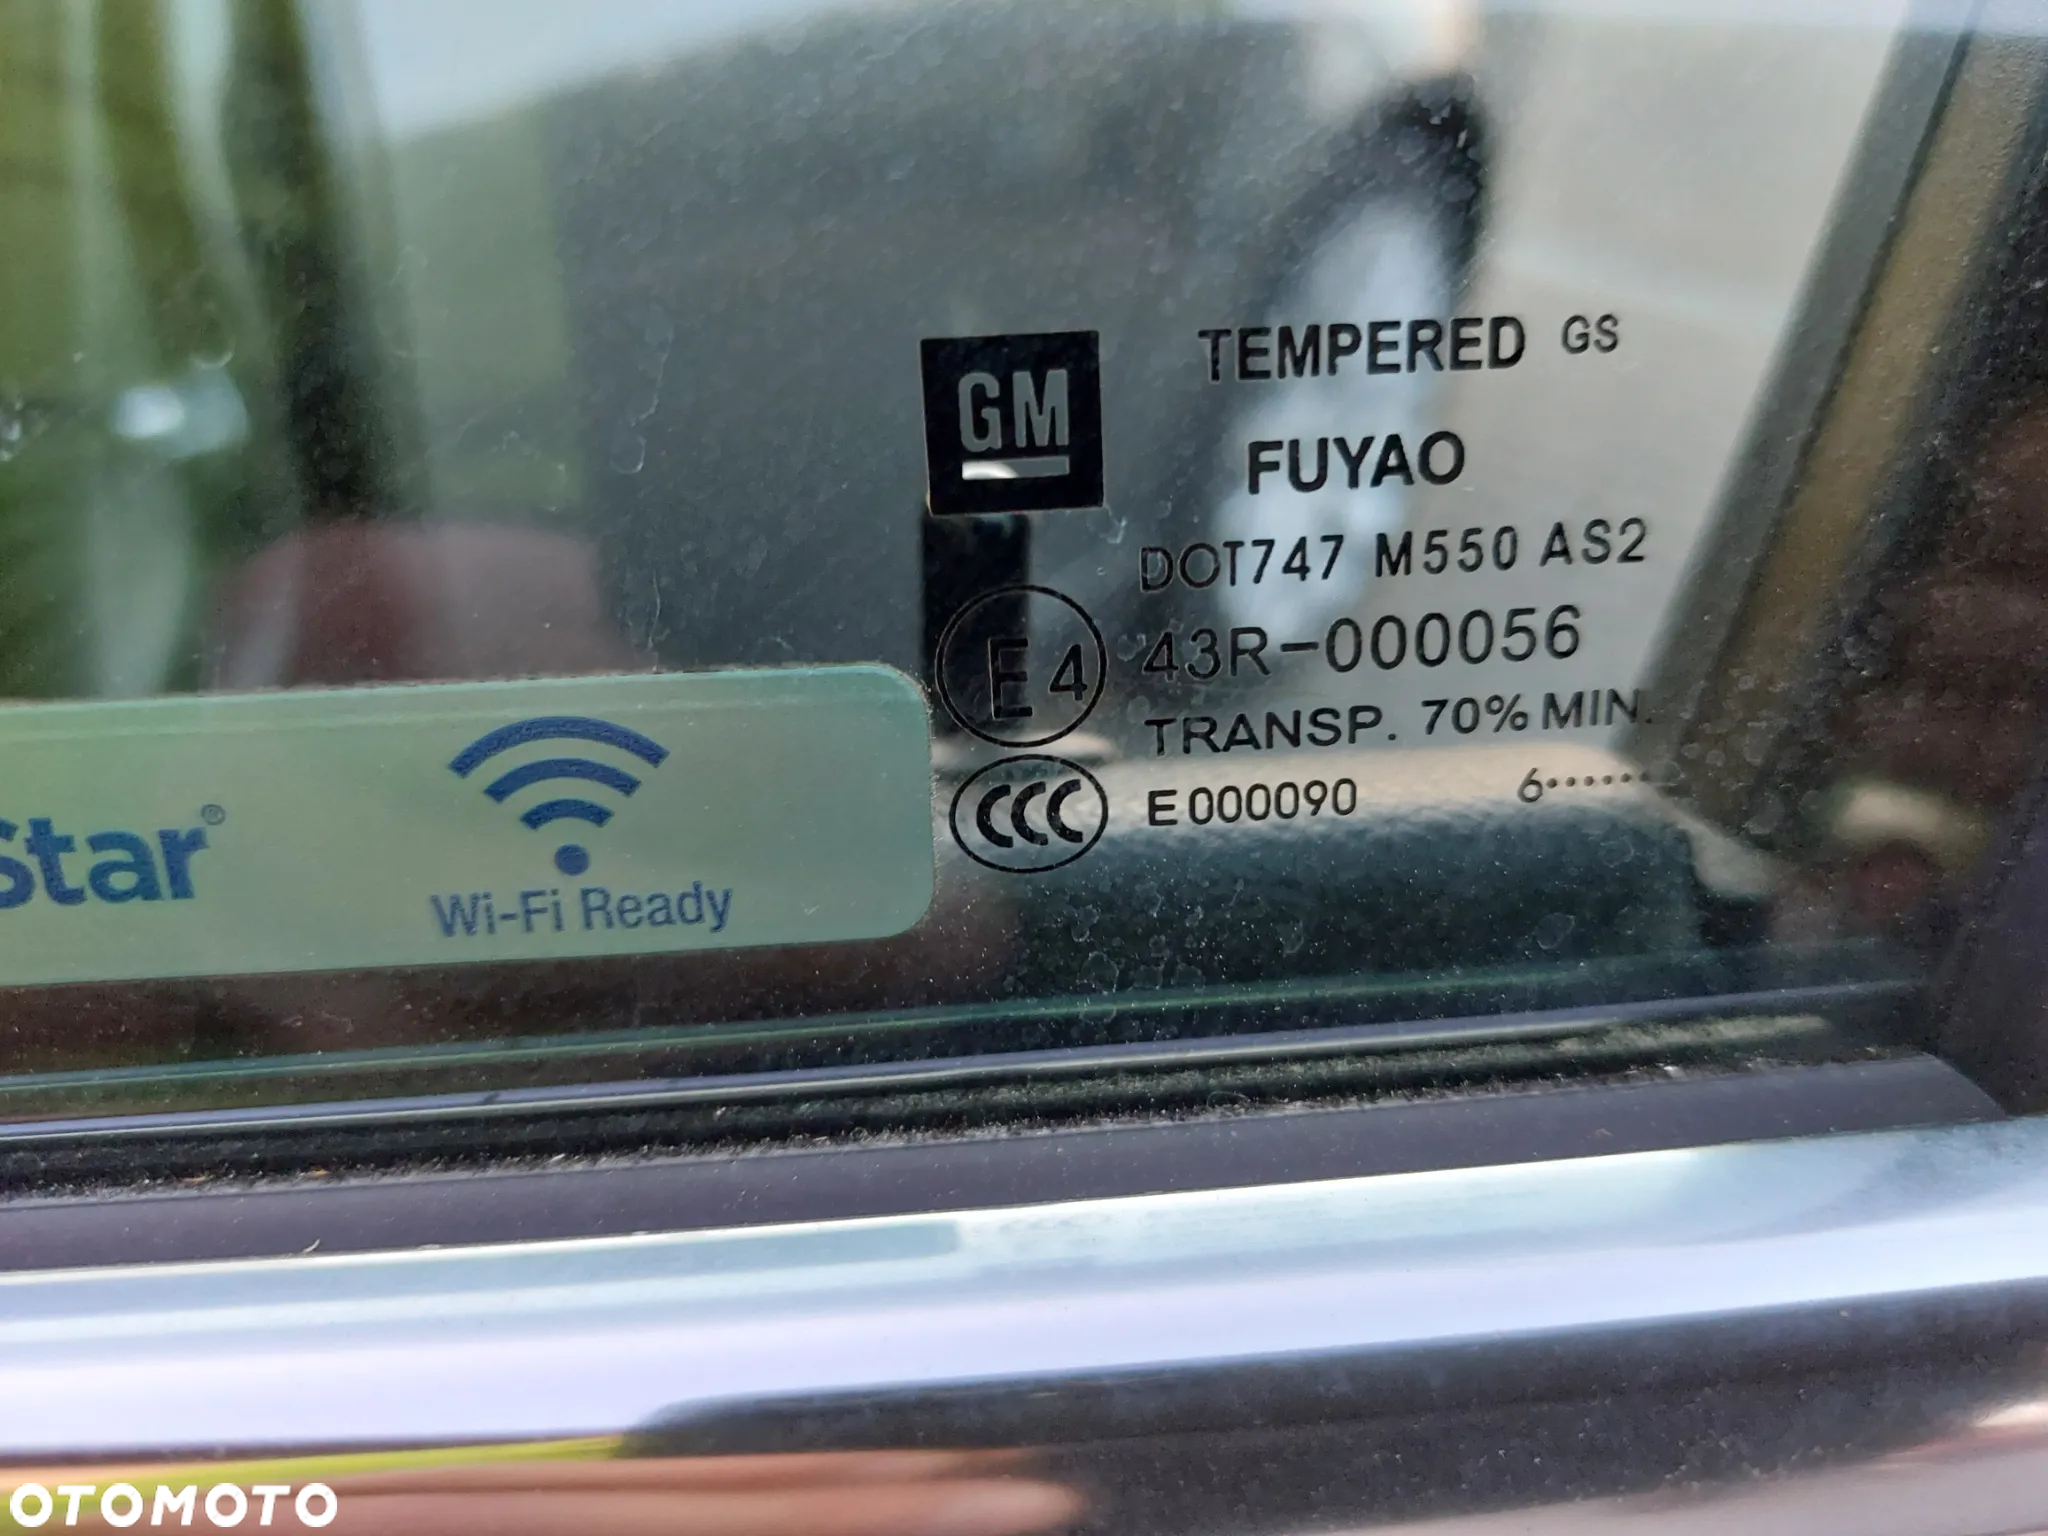 GM
TEMPERED GS
FUYAO
DOT747 M550 AS2
E4 43R-000056
TRANSP. 70% MIN.
CCC E000090 6••••••
Star®
Wi-Fi Ready
OTOMOTO